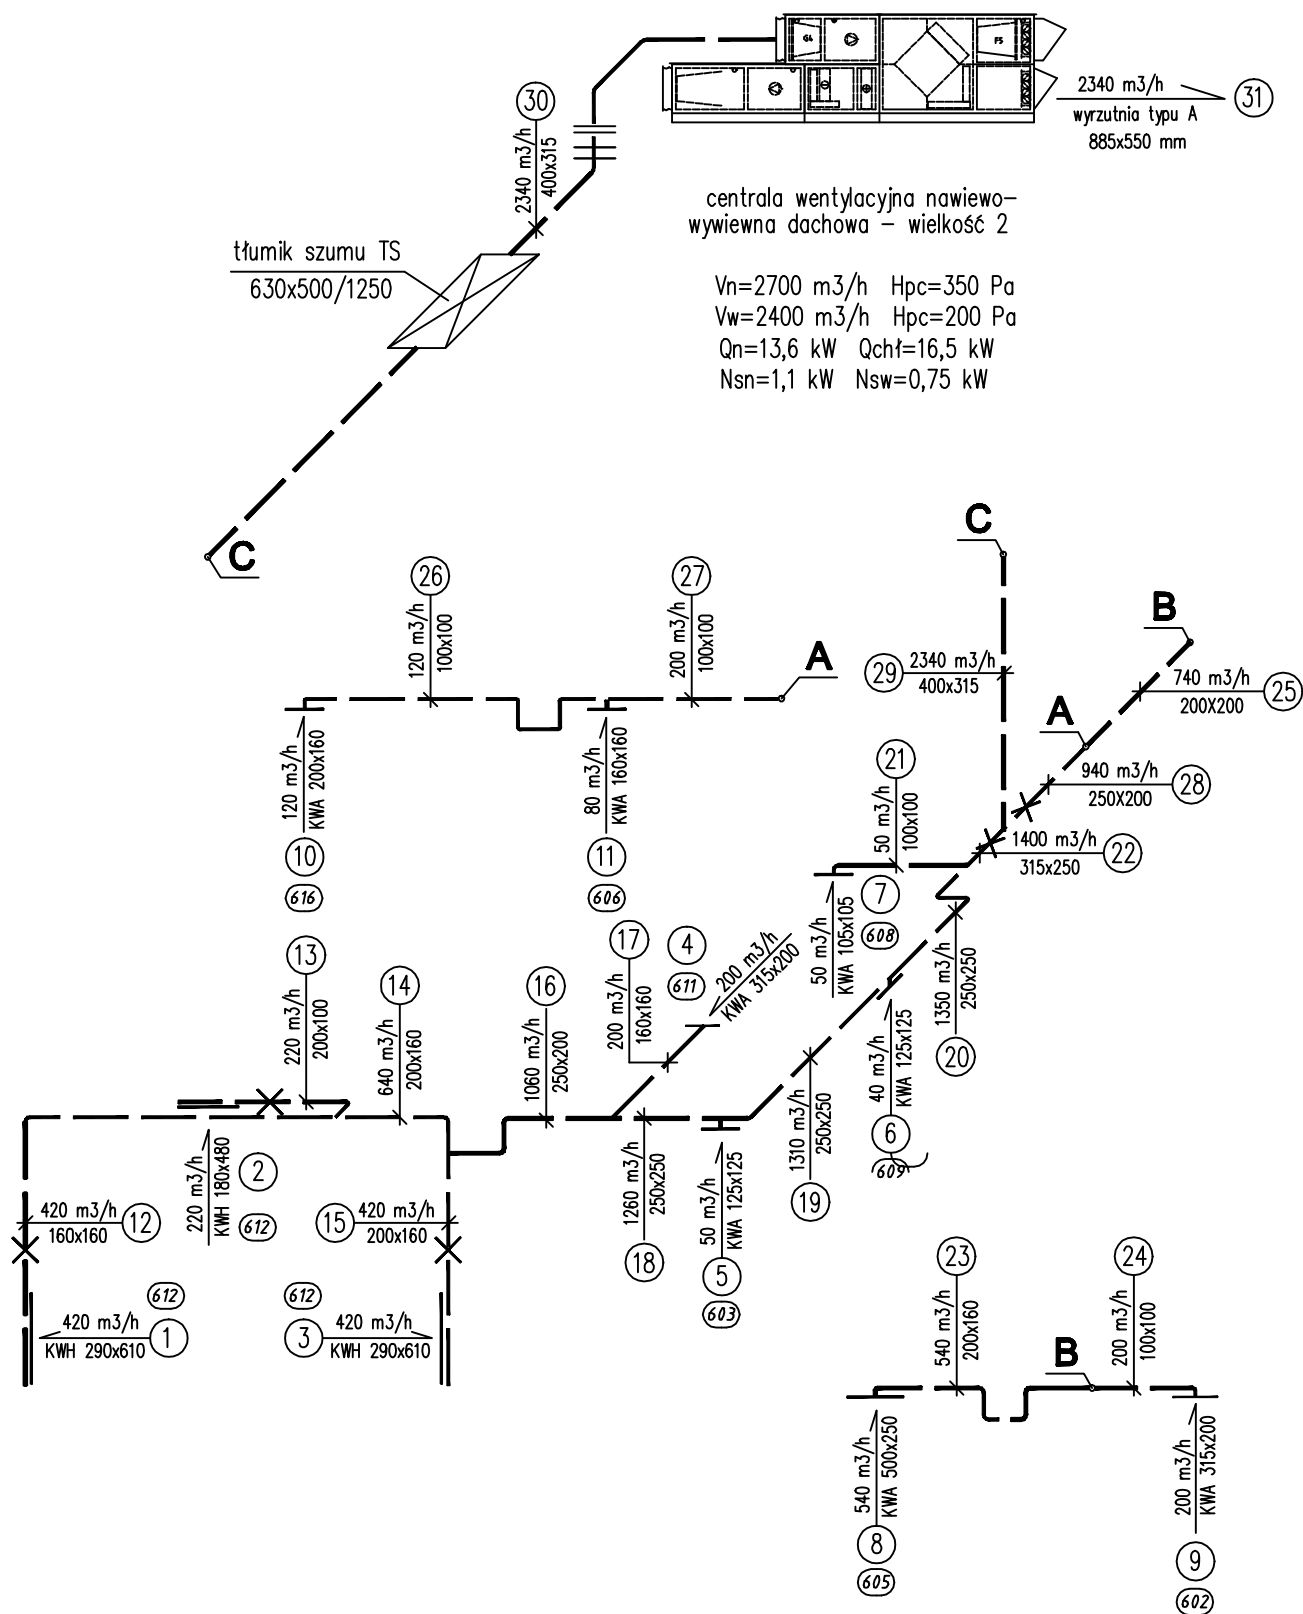 G4
F5
30
2340 m3/h
400x315
2340 m3/h
31
wyrzutnia typu A
885x550 mm
centrala wentylacyjna nawiewo-
wywiewna dachowa – wielkość 2
tłumik szumu TS
630x500/1250
Vn=2700 m3/h Hpc=350 Pa
Vw=2400 m3/h Hpc=200 Pa
Qn=13,6 kW Qchł=16,5 kW
Nsn=1,1 kW Nsw=0,75 kW
C
C
26
120 m3/h
100x100
27
200 m3/h
100x100
A
B
29
2340 m3/h
400x315
740 m3/h
200X200
25
A
940 m3/h
250X200
28
120 m3/h
KWA 200x160
10
616
80 m3/h
KWA 160x160
11
606
21
50 m3/h
100x100
1400 m3/h
315x250
22
50 m3/h
KWA 105x105
7
608
17
200 m3/h
160x160
4
611
200 m3/h
KWA 315x200
1350 m3/h
250x250
20
13
220 m3/h
200x100
14
640 m3/h
200x160
16
1060 m3/h
250x200
40 m3/h
KWA 125x125
6
609
1310 m3/h
250x250
19
220 m3/h
KWH 180x480
2
612
1260 m3/h
250x250
18
50 m3/h
KWA 125x125
5
603
420 m3/h
160x160
12
15
420 m3/h
200x160
612
420 m3/h
KWH 290x610
1
612
3
420 m3/h
KWH 290x610
23
540 m3/h
200x160
24
200 m3/h
100x100
B
540 m3/h
KWA 500x250
8
605
200 m3/h
KWA 315x200
9
602